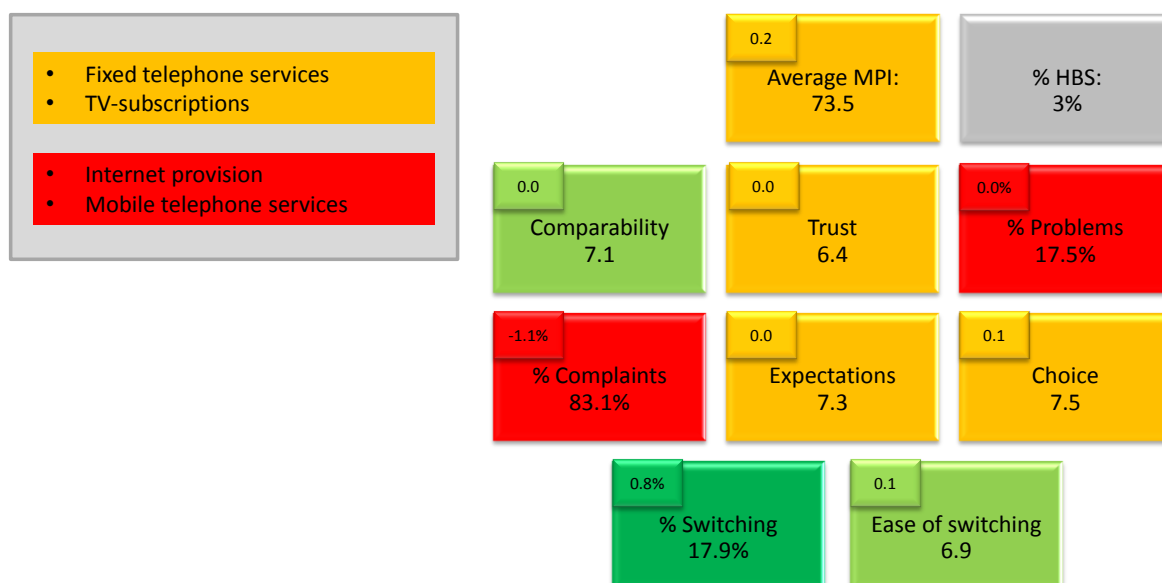 • Fixed telephone services
• TV-subscriptions
• Internet provision
• Mobile telephone services
0.2
Average MPI:
73.5
% HBS:
3%
0.0
Comparability
7.1
0.0
Trust
6.4
0.0%
% Problems
17.5%
-1.1%
% Complaints
83.1%
0.0
Expectations
7.3
0.1
Choice
7.5
0.8%
% Switching
17.9%
0.1
Ease of switching
6.9